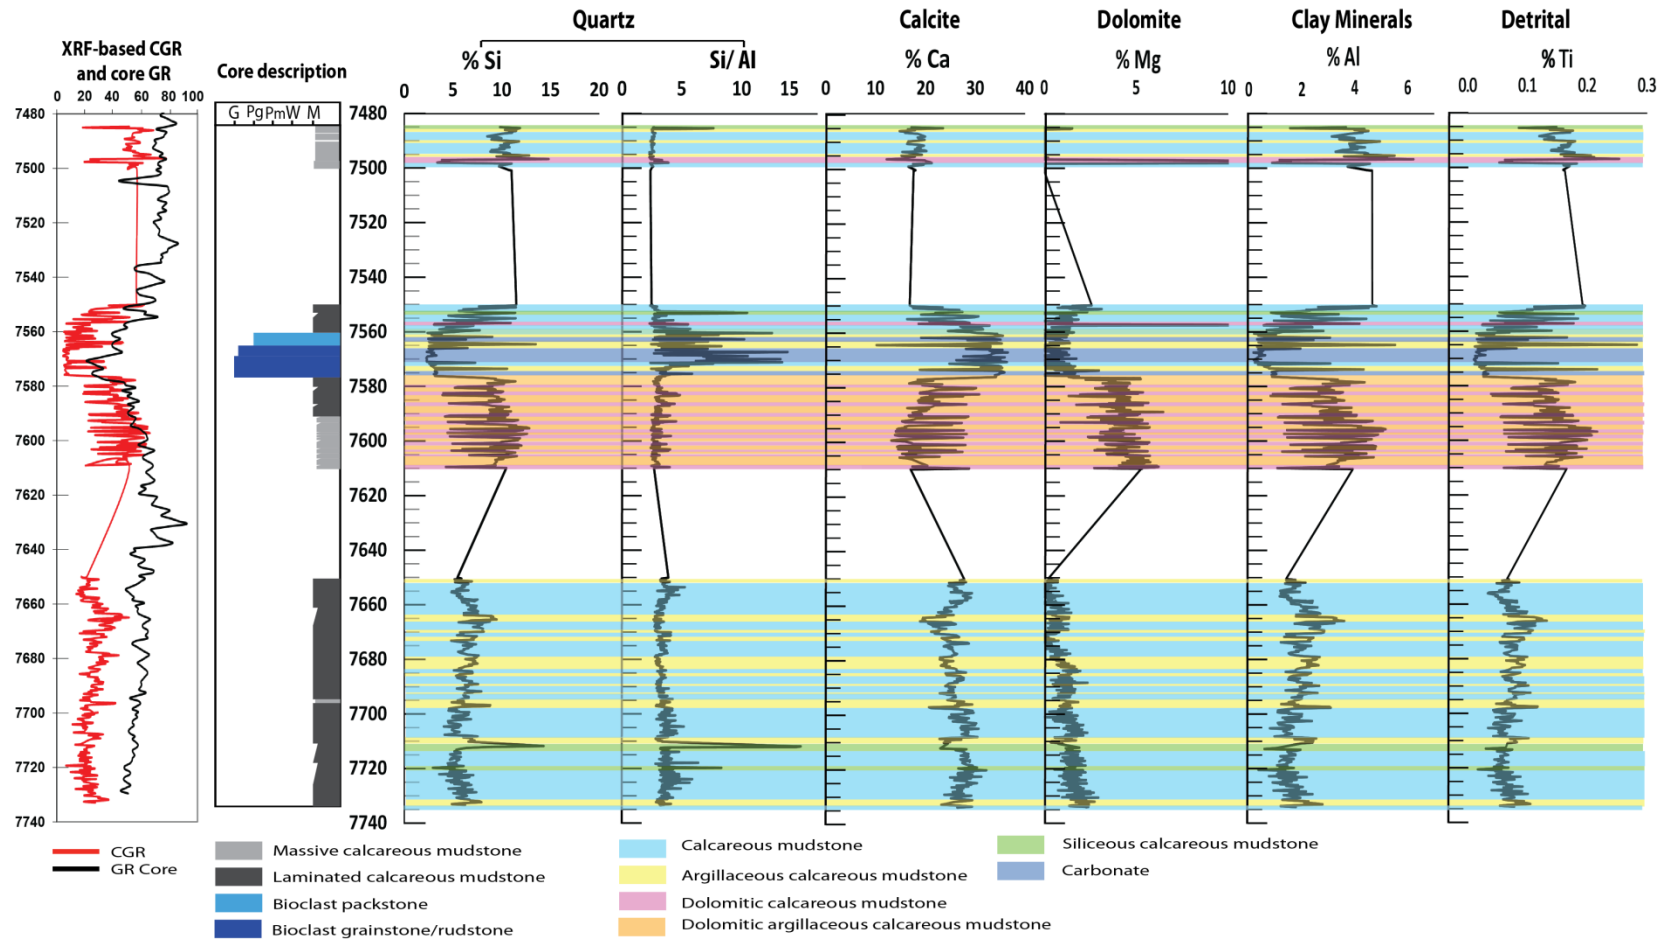 Quartz
Calcite
Dolomite
Clay Minerals
Detrital
XRF-based CGR
and core GR
Core description
% Si
Si/ Al
% Ca
% Mg
% Al
% Ti
0 20 40 60 80 100
G Pg Pm W M
0 5 10 15 20
0 5 10 15
0 10 20 30 40
0 5 10
0 2 4 6
0.0 0.1 0.2 0.3
7480 7480
7500 7500
7520 7520
7540 7540
7560 7560
7580 7580
7600 7600
7620 7620
7640 7640
7660 7660
7680 7680
7700 7700
7720 7720
7740 7740
CGR
GR Core
Massive calcareous mudstone
Laminated calcareous mudstone
Bioclast packstone
Bioclast grainstone/rudstone
Calcareous mudstone
Argillaceous calcareous mudstone
Dolomitic calcareous mudstone
Dolomitic argillaceous calcareous mudstone
Siliceous calcareous mudstone
Carbonate